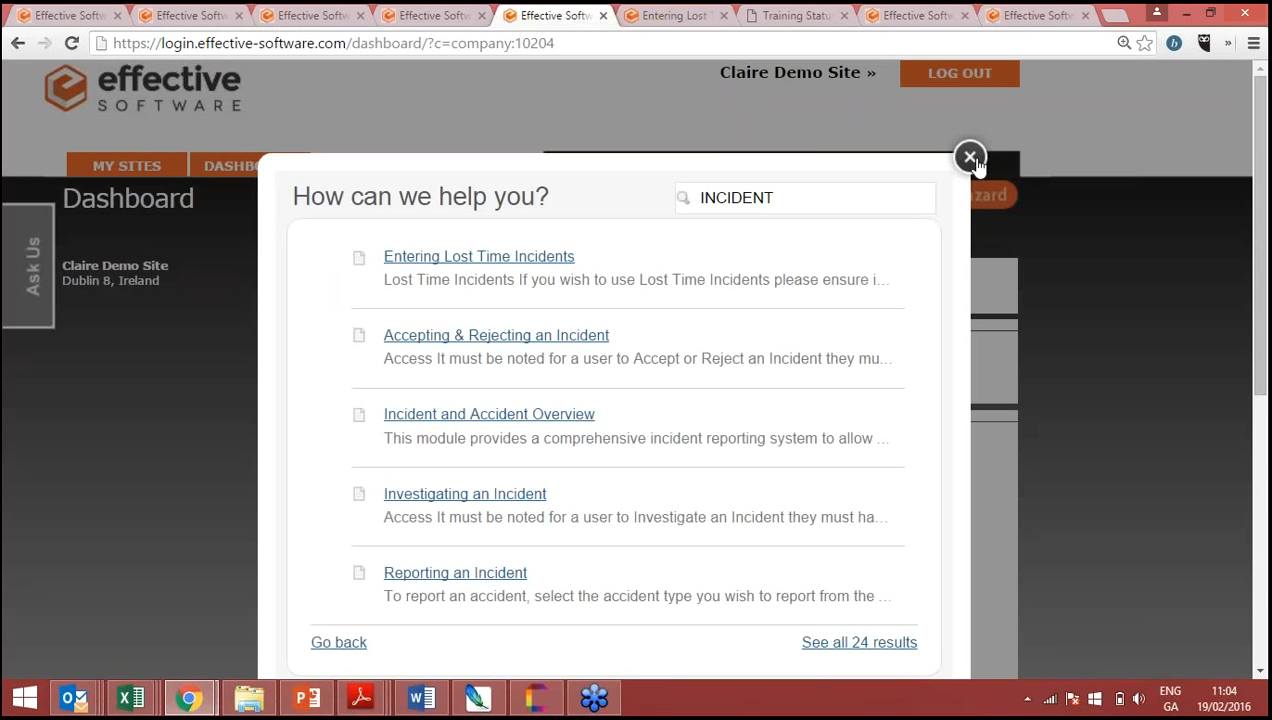 Effective Softw
Effective Softw
Effective Softw
Effective Softw
Effective Softw
Entering Lost T
Training Statu
Effective Softw
Effective Softw
https://login.effective-software.com/dashboard/?c=company:10204
effective
SOFTWARE
Claire Demo Site »
LOG OUT
MY SITES
DASHBO
Dashboard
zard
Ask Us
Claire Demo Site
Dublin 8, Ireland
How can we help you?
INCIDENT
Entering Lost Time Incidents
Lost Time Incidents If you wish to use Lost Time Incidents please ensure i...
Accepting & Rejecting an Incident
Access It must be noted for a user to Accept or Reject an Incident they mu...
Incident and Accident Overview
This module provides a comprehensive incident reporting system to allow ...
Investigating an Incident
Access It must be noted for a user to Investigate an Incident they must ha...
Reporting an Incident
To report an accident, select the accident type you wish to report from the ...
Go back
See all 24 results
ENG
GA
11:04
19/02/2016